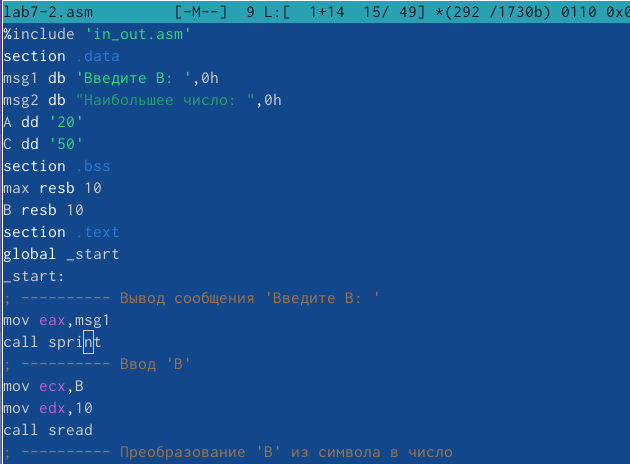 lab7-2.asm [-M--] 9 L:[ 1+14 15/ 49] *(292 /1730b) 0110 0x0
%include 'in_out.asm'
section .data
msg1 db 'Введите B: ',0h
msg2 db "Наибольшее число: ",0h
A dd '20'
C dd '50'
section .bss
max resb 10
B resb 10
section .text
global _start
_start:
; ---------- Вывод сообщения 'Введите B: '
mov eax,msg1
call sprint
; ---------- Ввод 'B'
mov ecx,B
mov edx,10
call sread
; ---------- Преобразование 'B' из символа в число